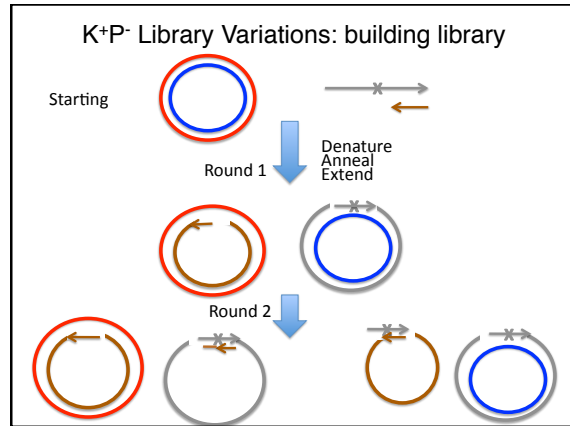 K⁺P⁻ Library Variations: building library
Starting
Denature
Round 1
Anneal
Extend
Round 2